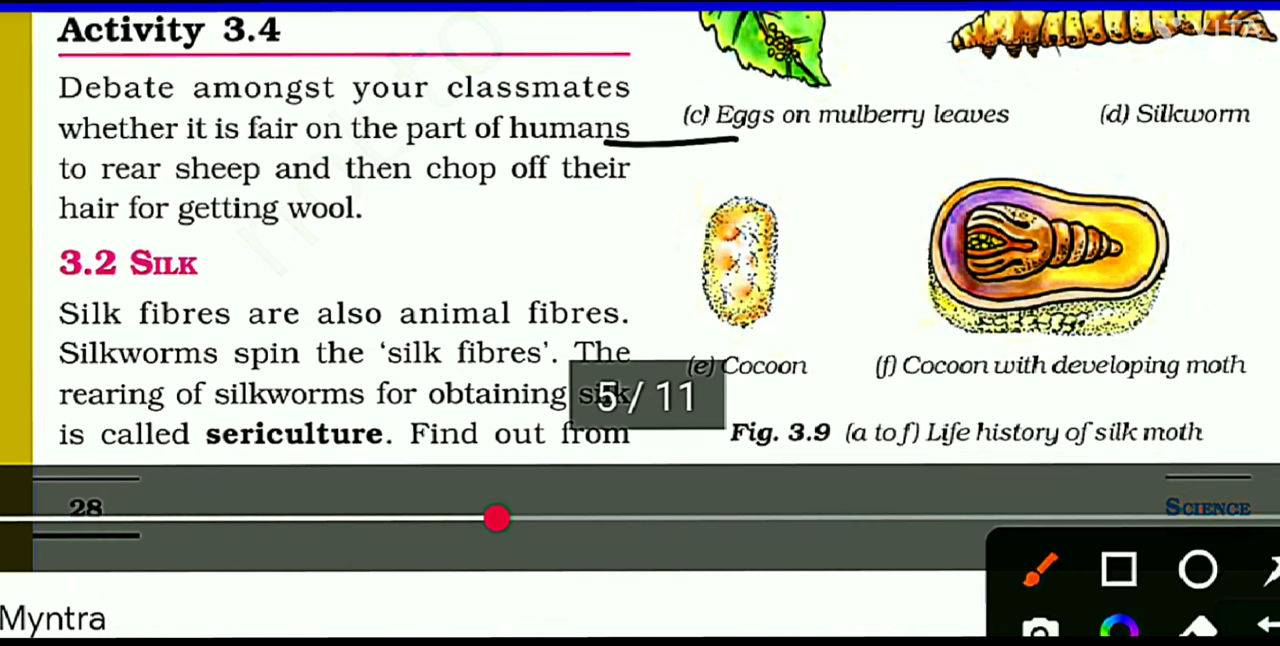 Activity 3.4
Debate amongst your classmates
whether it is fair on the part of humans
to rear sheep and then chop off their
hair for getting wool.
3.2 SILK
Silk fibres are also animal fibres.
Silkworms spin the ‘silk fibres’. The
rearing of silkworms for obtaining silk
is called sericulture. Find out from
28
VITA
(c) Eggs on mulberry leaves
(d) Silkworm
(e) Cocoon
(f) Cocoon with developing moth
5/ 11
Fig. 3.9 (a to f) Life history of silk moth
SCIENCE
Myntra